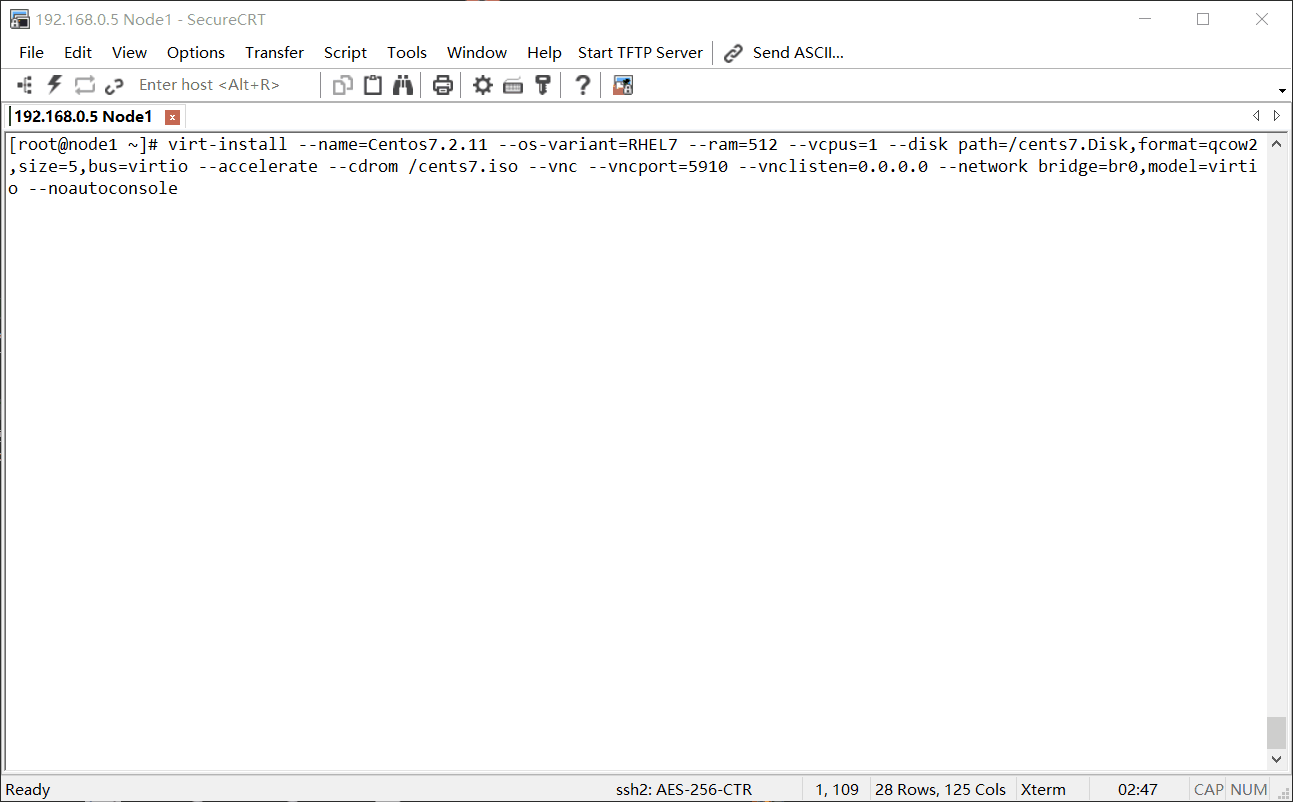 192.168.0.5 Node1 - SecureCRT
File Edit View Options Transfer Script Tools Window Help Start TFTP Server Send ASCII...
Enter host <Alt+R>
192.168.0.5 Node1
[root@node1 ~]# virt-install --name=Centos7.2.11 --os-variant=RHEL7 --ram=512 --vcpus=1 --disk path=/cents7.Disk,format=qcow2
,size=5,bus=virtio --accelerate --cdrom /cents7.iso --vnc --vncport=5910 --vnclisten=0.0.0.0 --network bridge=br0,model=virti
o --noautoconsole
Ready ssh2: AES-256-CTR 1, 109 28 Rows, 125 Cols Xterm 02:47 CAP NUM